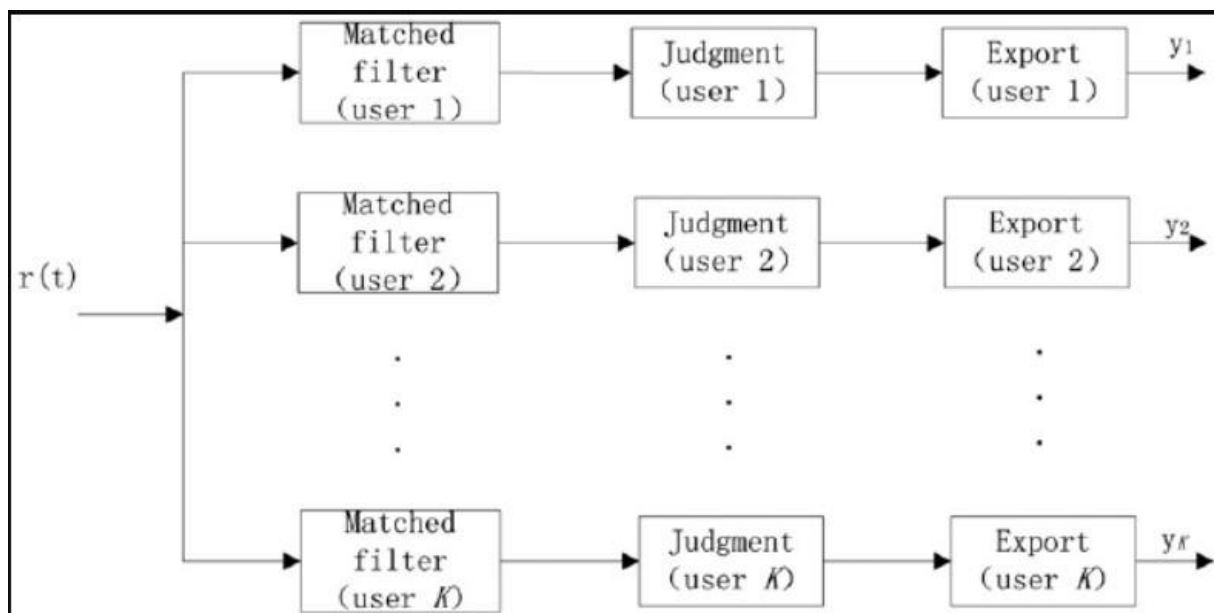 Matched
filter
(user 1)
Judgment
(user 1)
Export
(user 1)
y1
Matched
filter
(user 2)
Judgment
(user 2)
Export
(user 2)
y2
r(t)
Matched
filter
(user K)
Judgment
(user K)
Export
(user K)
yK